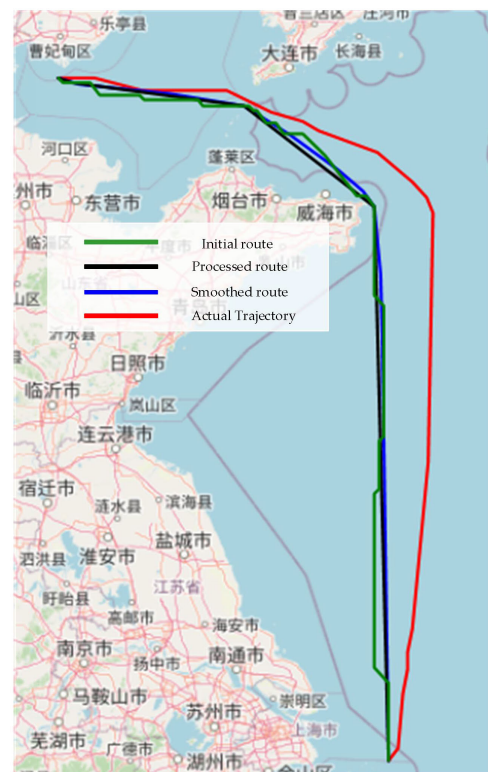 乐亭县
曹妃甸区
大连市
长海县
河口区
蓬莱区
州市
东营市
烟台市
威海市
Initial route
Processed route
Smoothed route
Actual Trajectory
沂水县
日照市
临沂市
岚山区
连云港市
宿迁市
涟水县
滨海县
泗洪县
淮安市
盐城市
盱眙县
江苏省
高邮市
海安市
南京市
扬中市
南通市
马鞍山市
苏州市
崇明区
上海市
芜湖市
广德市
湖州市